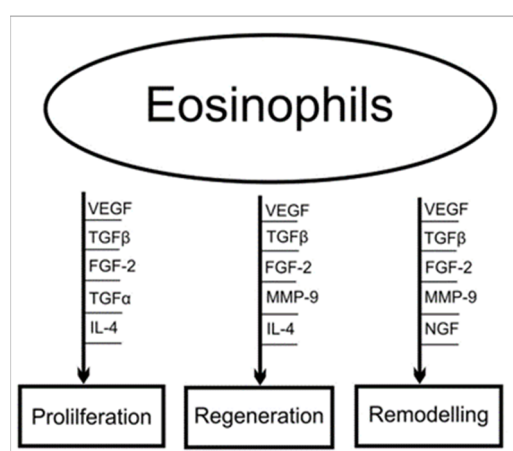 Eosinophils
VEGF
TGFβ
FGF-2
TGFα
IL-4
VEGF
TGFβ
FGF-2
MMP-9
IL-4
VEGF
TGFβ
FGF-2
MMP-9
NGF
Prolilferation
Regeneration
Remodelling